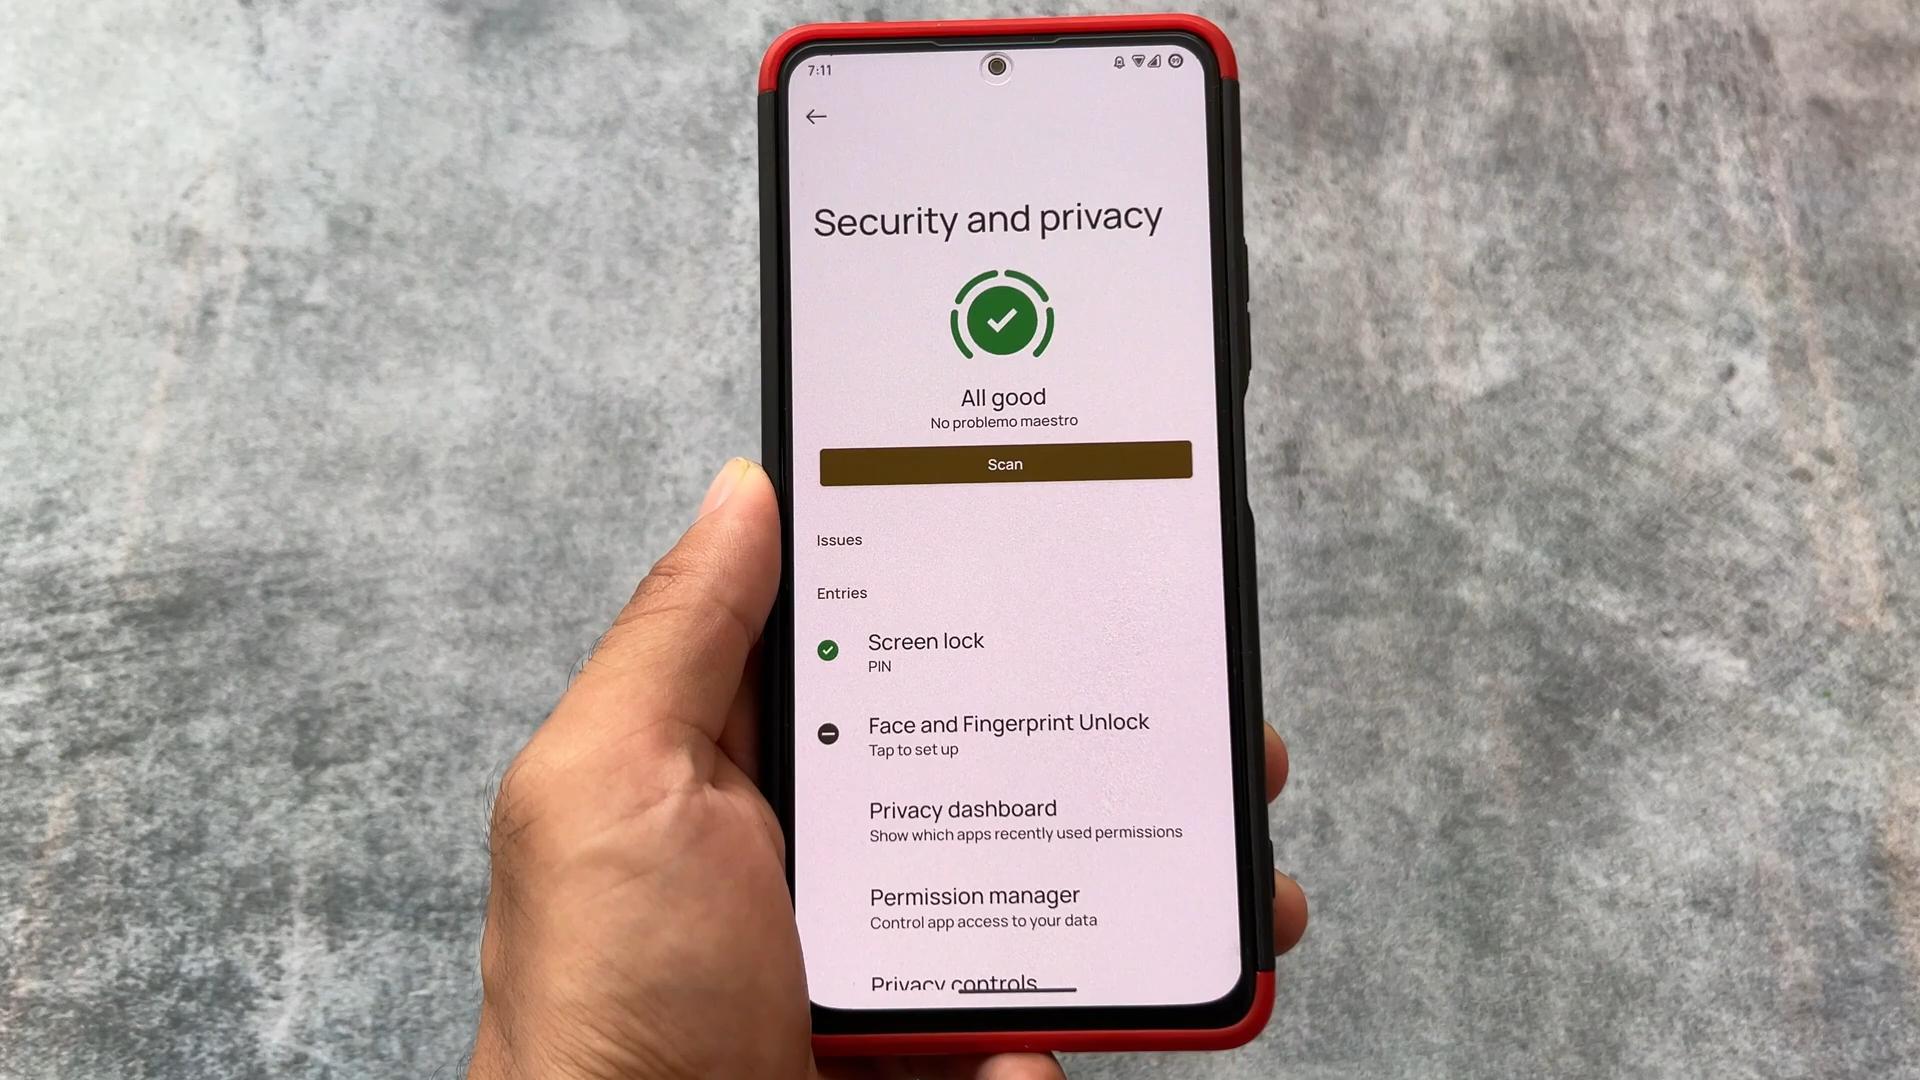 7:11
99
Security and privacy
All good
No problemo maestro
Scan
Issues
Entries
Screen lock
PIN
Face and Fingerprint Unlock
Tap to set up
Privacy dashboard
Show which apps recently used permissions
Permission manager
Control app access to your data
Privacy controls